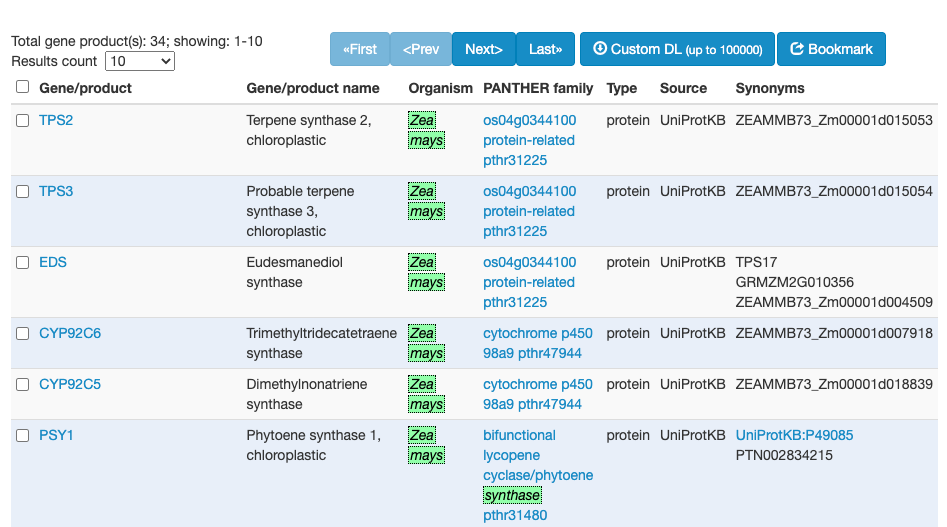 Total gene product(s): 34; showing: 1-10
Results count 10
«First <Prev Next> Last» Custom DL (up to 100000) Bookmark
Gene/product Gene/product name Organism PANTHER family Type Source Synonyms
TPS2 Terpene synthase 2, Zea os04g0344100 protein UniProtKB ZEAMMB73_Zm00001d015053
chloroplastic mays protein-related
pthr31225
TPS3 Probable terpene Zea os04g0344100 protein UniProtKB ZEAMMB73_Zm00001d015054
synthase 3, mays protein-related
chloroplastic pthr31225
EDS Eudesmanediol Zea os04g0344100 protein UniProtKB TPS17
synthase mays protein-related GRMZM2G010356
pthr31225 ZEAMMB73_Zm00001d004509
CYP92C6 Trimethyltridecatetraene Zea cytochrome p450 protein UniProtKB ZEAMMB73_Zm00001d007918
synthase mays 98a9 pthr47944
CYP92C5 Dimethylnonatriene Zea cytochrome p450 protein UniProtKB ZEAMMB73_Zm00001d018839
synthase mays 98a9 pthr47944
PSY1 Phytoene synthase 1, Zea bifunctional protein UniProtKB UniProtKB:P49085
chloroplastic mays lycopene PTN002834215
cyclase/phytoene
synthase
pthr31480